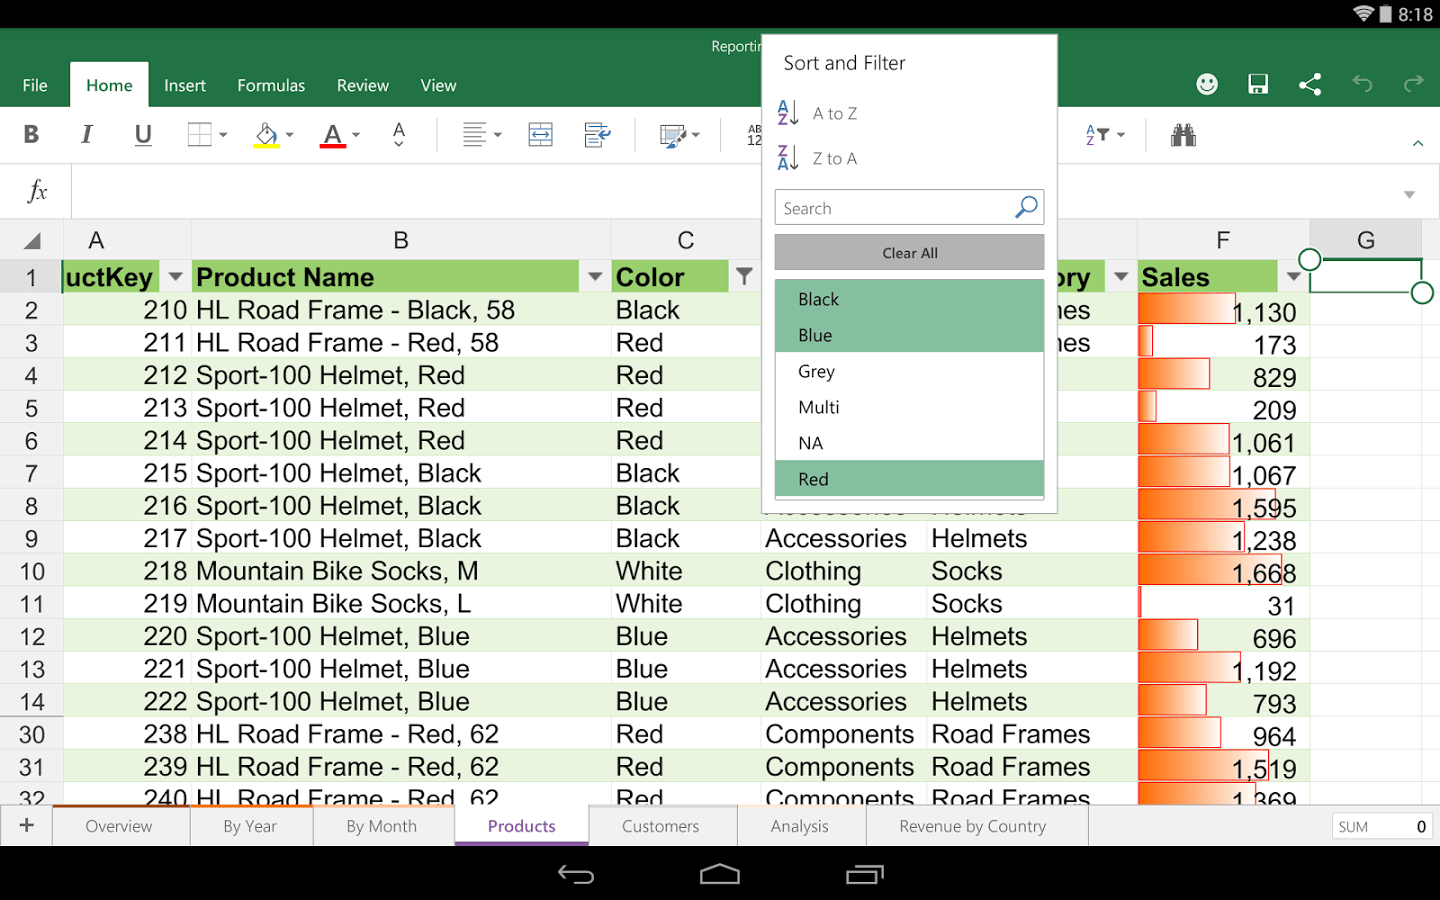 8:18
Reportin
File Home Insert Formulas Review View
Sort and Filter
A to Z
Z to A
B I U A A AB 12 A Z
fx
Search
Clear All
A B C F G
1 uctKey Product Name Color ory Sales
Black
Blue
Grey
Multi
NA
Red
2 210 HL Road Frame - Black, 58 Black nes 1,130
3 211 HL Road Frame - Red, 58 Red nes 173
4 212 Sport-100 Helmet, Red Red 829
5 213 Sport-100 Helmet, Red Red 209
6 214 Sport-100 Helmet, Red Red 1,061
7 215 Sport-100 Helmet, Black Black 1,067
8 216 Sport-100 Helmet, Black Black 1,595
9 217 Sport-100 Helmet, Black Black Accessories Helmets 1,238
10 218 Mountain Bike Socks, M White Clothing Socks 1,668
11 219 Mountain Bike Socks, L White Clothing Socks 31
12 220 Sport-100 Helmet, Blue Blue Accessories Helmets 696
13 221 Sport-100 Helmet, Blue Blue Accessories Helmets 1,192
14 222 Sport-100 Helmet, Blue Blue Accessories Helmets 793
30 238 HL Road Frame - Red, 62 Red Components Road Frames 964
31 239 HL Road Frame - Red, 62 Red Components Road Frames 1,519
32 240 HL Road Frame - Red, 62 Red Components Road Frames 1,369
+ Overview By Year By Month Products Customers Analysis Revenue by Country SUM 0